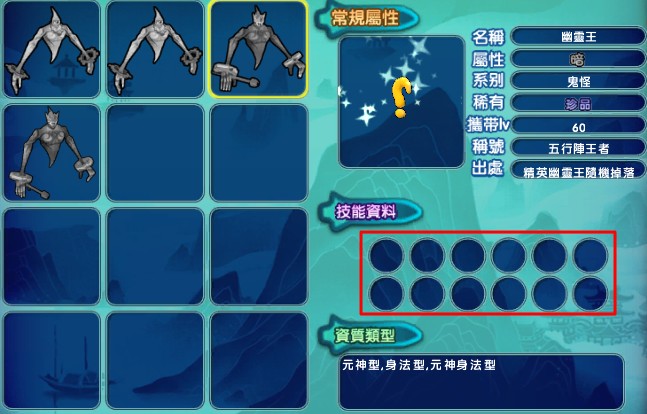 常規屬性
名稱 幽靈王
屬性 暗
系別 鬼怪
稀有 珍品
攜帶lv 60
稱號 五行陣王者
出處 精英幽靈王隨機掉落
技能資料
資質類型
元神型,身法型,元神身法型